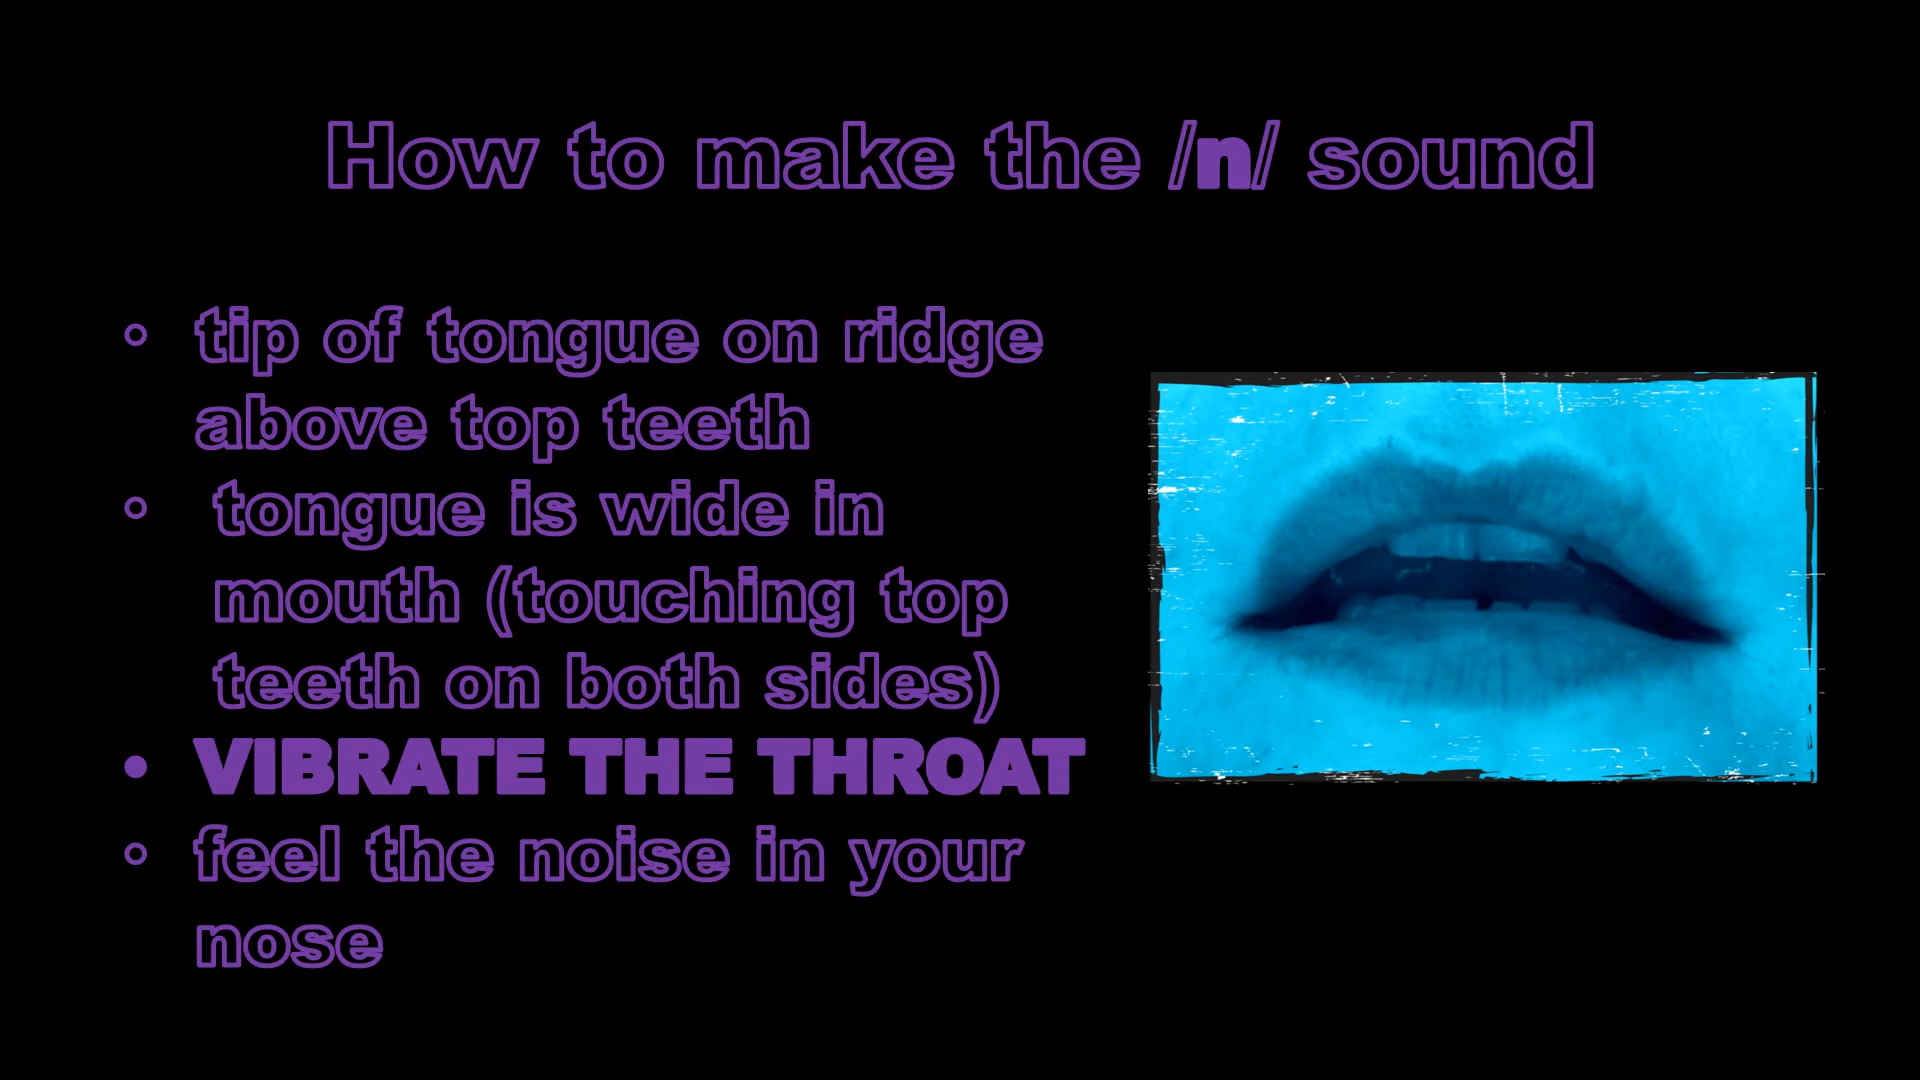 How to make the /n/ sound
• tip of tongue on ridge
above top teeth
• tongue is wide in
mouth (touching top
teeth on both sides)
• VIBRATE THE THROAT
• feel the noise in your
nose